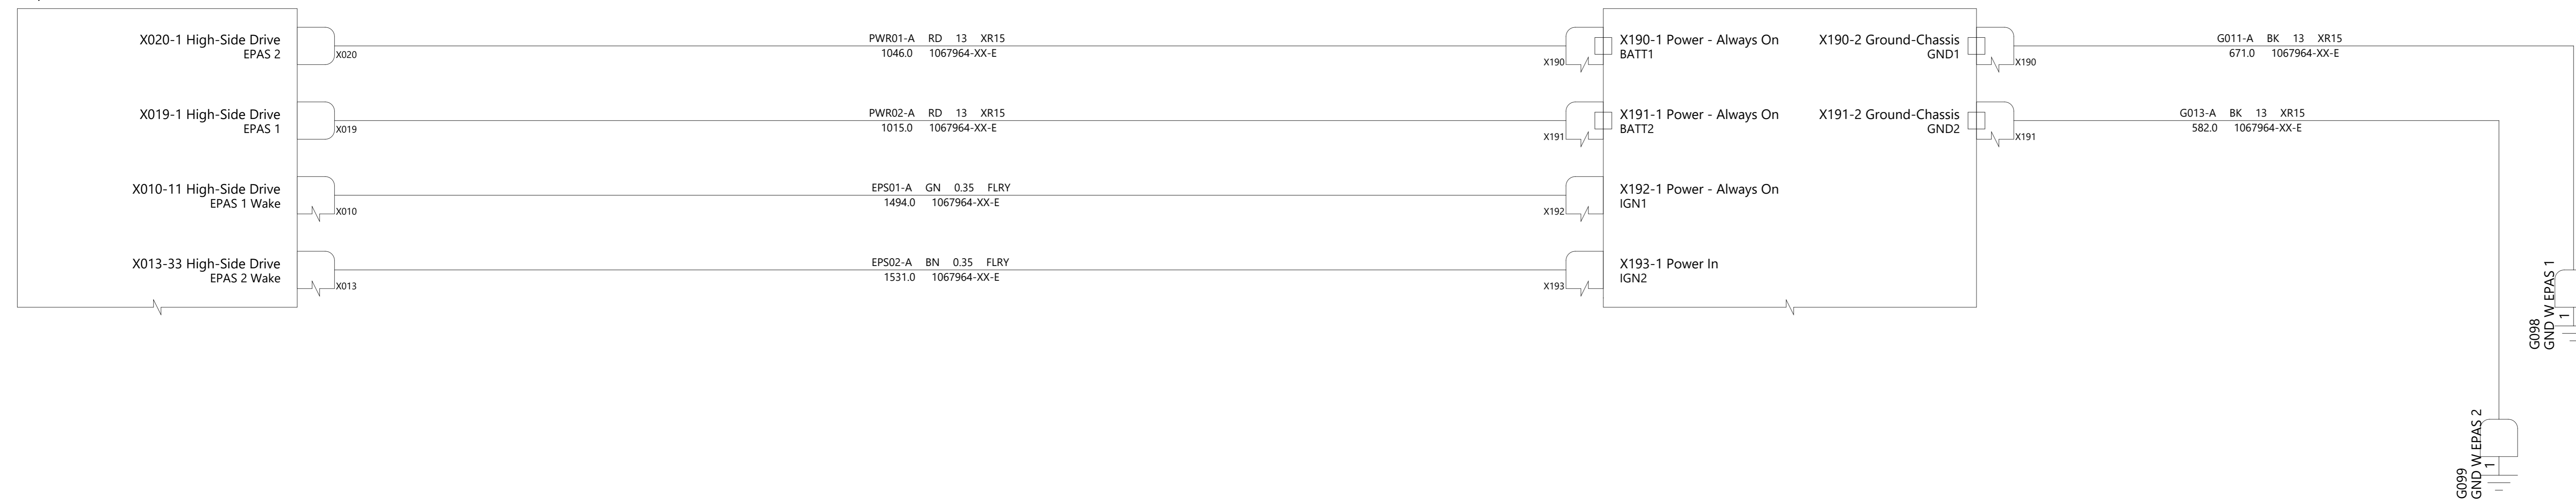 X020-1 High-Side Drive
EPAS 2
X020
PWR01-A RD 13 XR15
1046.0 1067964-XX-E
X190
X190-1 Power - Always On
BATT1
X190-2 Ground-Chassis
GND1
X190
G011-A BK 13 XR15
671.0 1067964-XX-E
X019-1 High-Side Drive
EPAS 1
X019
PWR02-A RD 13 XR15
1015.0 1067964-XX-E
X191
X191-1 Power - Always On
BATT2
X191-2 Ground-Chassis
GND2
X191
G013-A BK 13 XR15
582.0 1067964-XX-E
X010-11 High-Side Drive
EPAS 1 Wake
X010
EPS01-A GN 0.35 FLRY
1494.0 1067964-XX-E
X192
X192-1 Power - Always On
IGN1
X013-33 High-Side Drive
EPAS 2 Wake
X013
EPS02-A BN 0.35 FLRY
1531.0 1067964-XX-E
X193
X193-1 Power In
IGN2
G098
GND W EPAS 1
1
G099
GND W EPAS 2
1